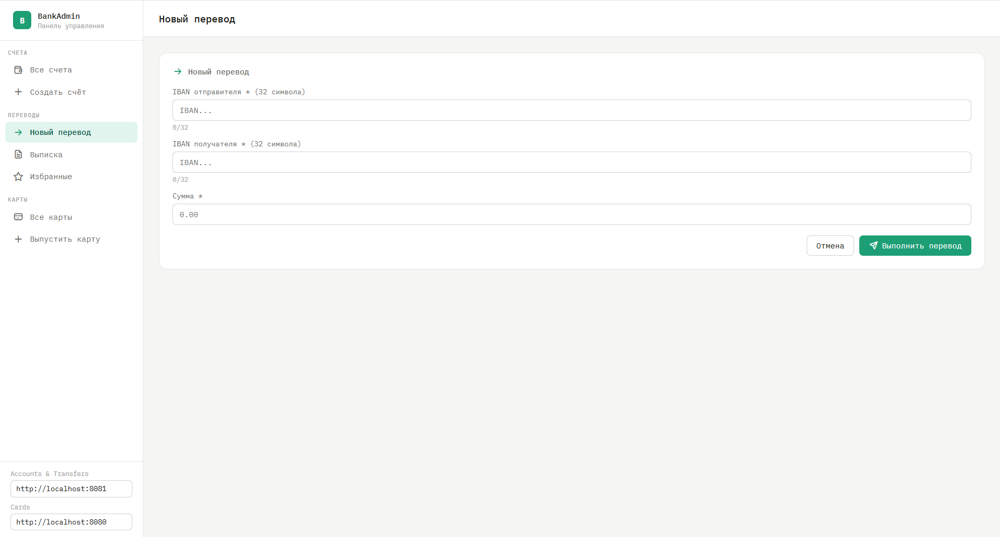 B
BankAdmin
Панель управления
СЧЕТА
Все счета
Создать счёт
ПЕРЕВОДЫ
Новый перевод
Выписка
Избранные
КАРТЫ
Все карты
Выпустить карту
Accounts & Transfers
http://localhost:8081
Cards
http://localhost:8080
Новый перевод
Новый перевод
IBAN отправителя * (32 символа)
IBAN...
0/32
IBAN получателя * (32 символа)
IBAN...
0/32
Сумма *
0.00
Отмена
Выполнить перевод